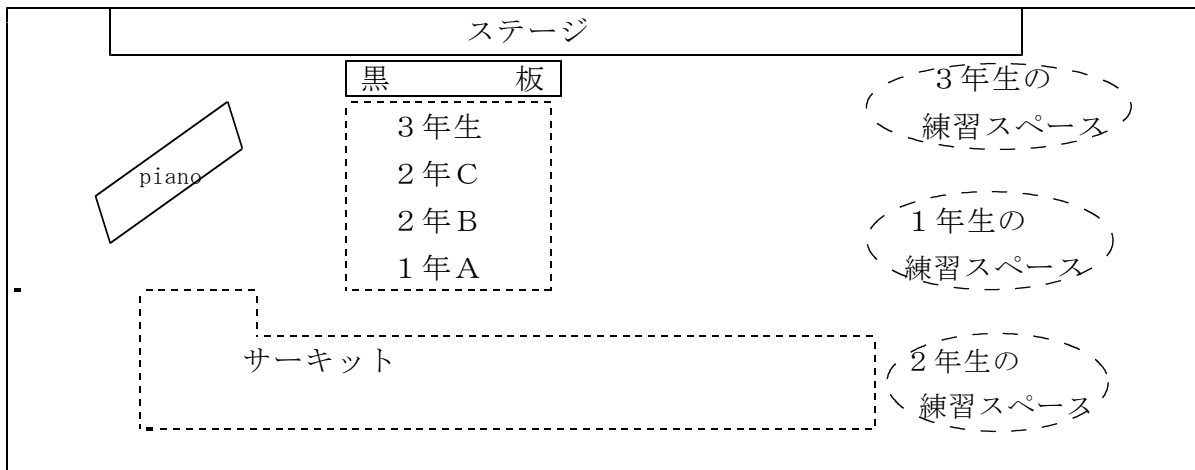 ステージ
黒 板
piano
３年生
２年Ｃ
２年Ｂ
１年Ａ
３年生の
練習スペース
１年生の
練習スペース
サーキット
２年生の
練習スペース